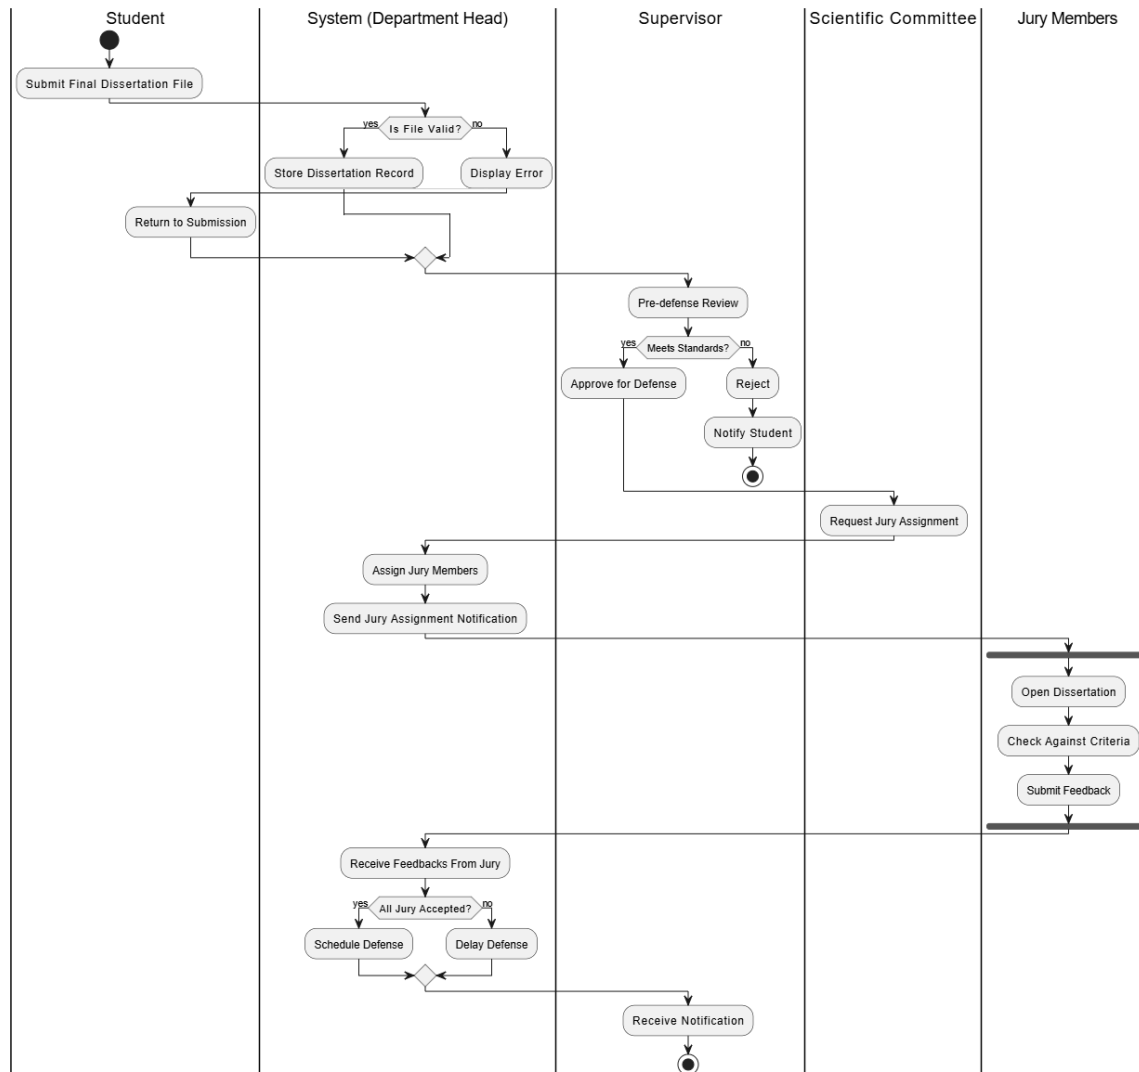 Student
System (Department Head)
Supervisor
Scientific Committee
Jury Members
Submit Final Dissertation File
yes
Is File Valid?
no
Store Dissertation Record
Display Error
Return to Submission
Pre-defense Review
yes
Meets Standards?
no
Approve for Defense
Reject
Notify Student
Request Jury Assignment
Assign Jury Members
Send Jury Assignment Notification
Open Dissertation
Check Against Criteria
Submit Feedback
Receive Feedbacks From Jury
yes
All Jury Accepted?
no
Schedule Defense
Delay Defense
Receive Notification